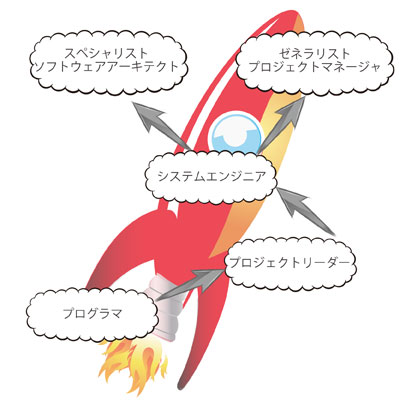 スペシャリスト
ソフトウェアアーキテクト
ゼネラリスト
プロジェクトマネージャ
システムエンジニア
プロジェクトリーダー
プログラマ